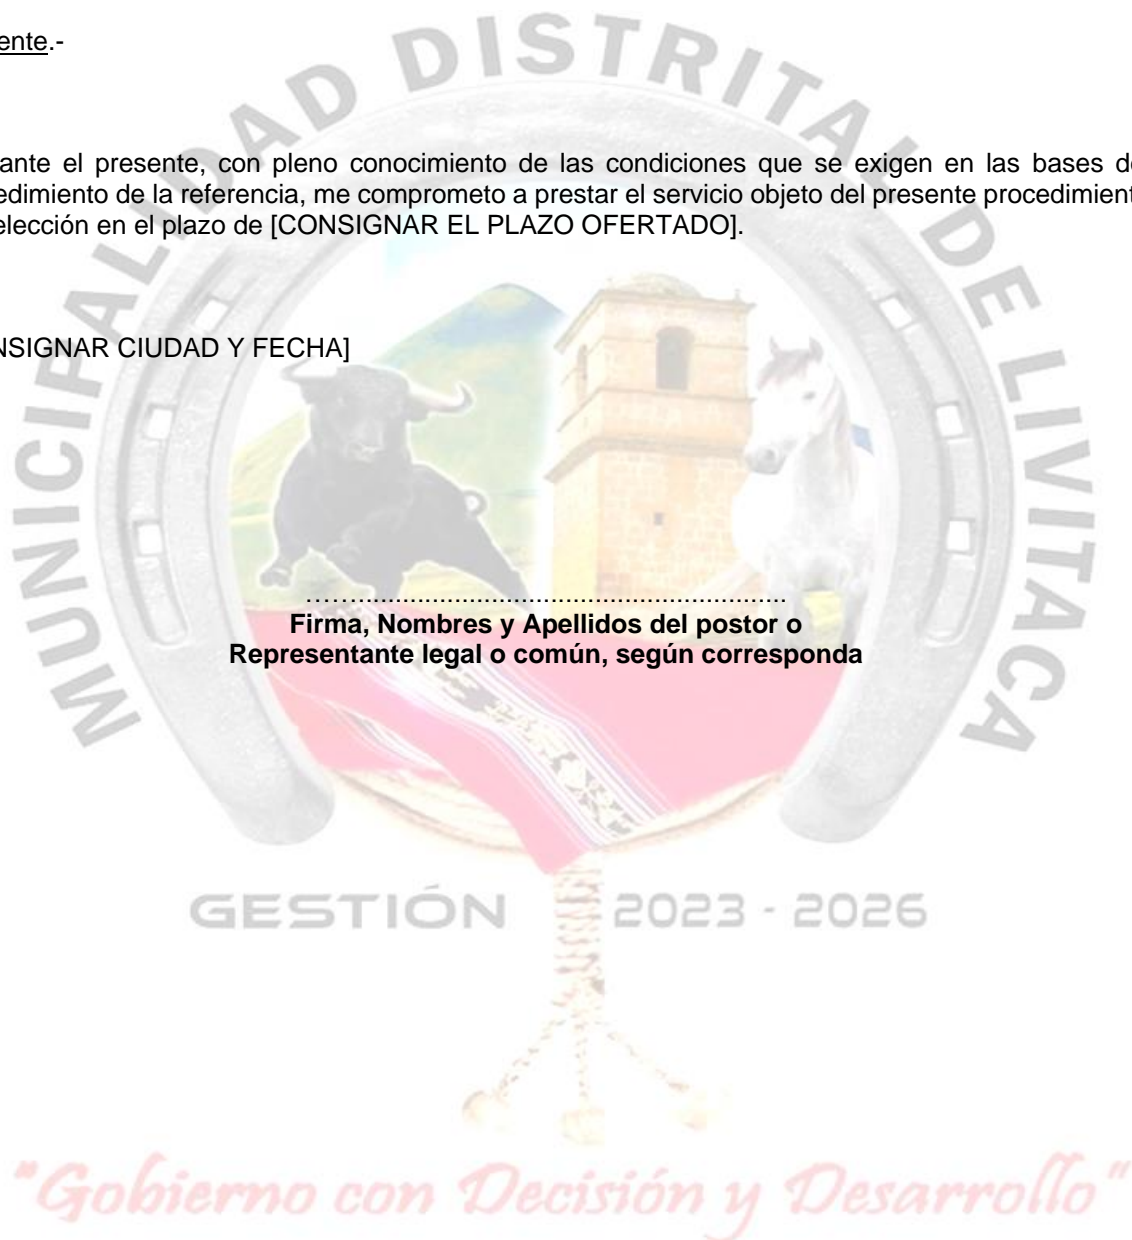 ente.-
MUNICIPALIDAD DISTRITAL DE LIVITACA
ante el presente, con pleno conocimiento de las condiciones que se exigen en las bases de
edimiento de la referencia, me comprometo a prestar el servicio objeto del presente procedimient
elección en el plazo de [CONSIGNAR EL PLAZO OFERTADO].
NSIGNAR CIUDAD Y FECHA]
……..........................................................
Firma, Nombres y Apellidos del postor o
Representante legal o común, según corresponda
GESTIÓN 2023 - 2026
"Gobierno con Decisión y Desarrollo"